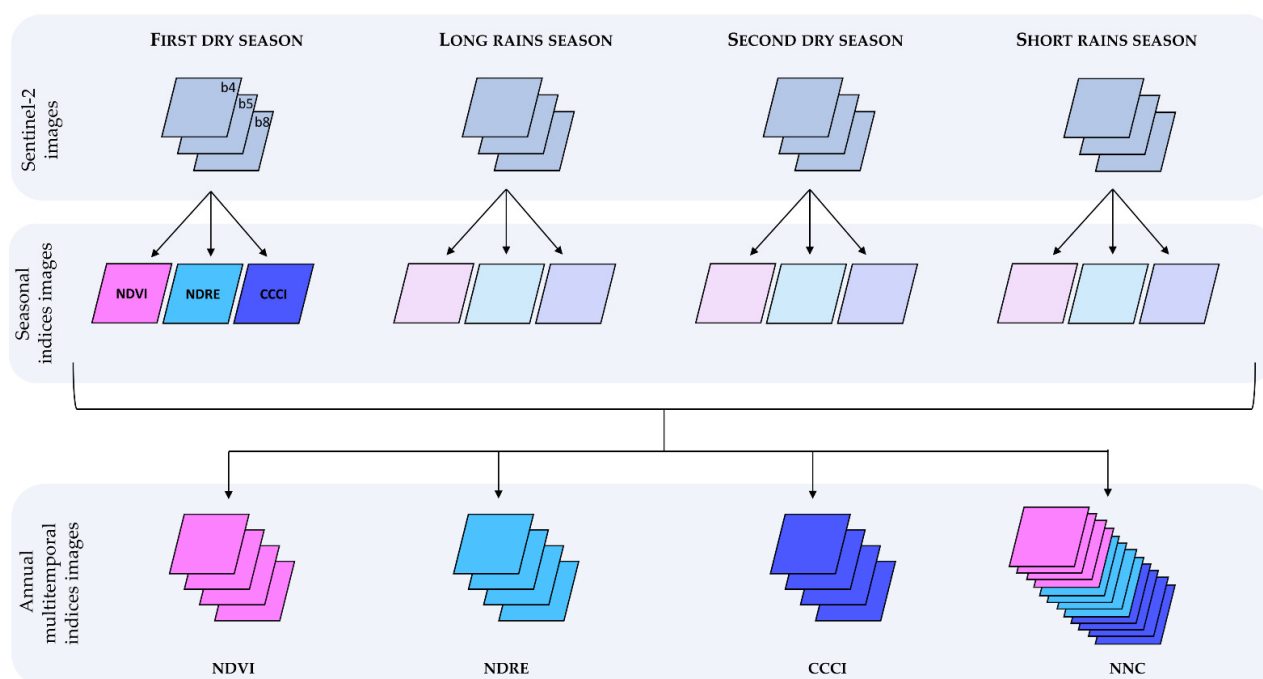 FIRST DRY SEASON
LONG RAINS SEASON
SECOND DRY SEASON
SHORT RAINS SEASON
Sentinel-2
images
b4
b5
b8
Seasonal
indices images
NDVI
NDRE
CCCI
Annual
multitemporal
indices images
NDVI
NDRE
CCCI
NNC